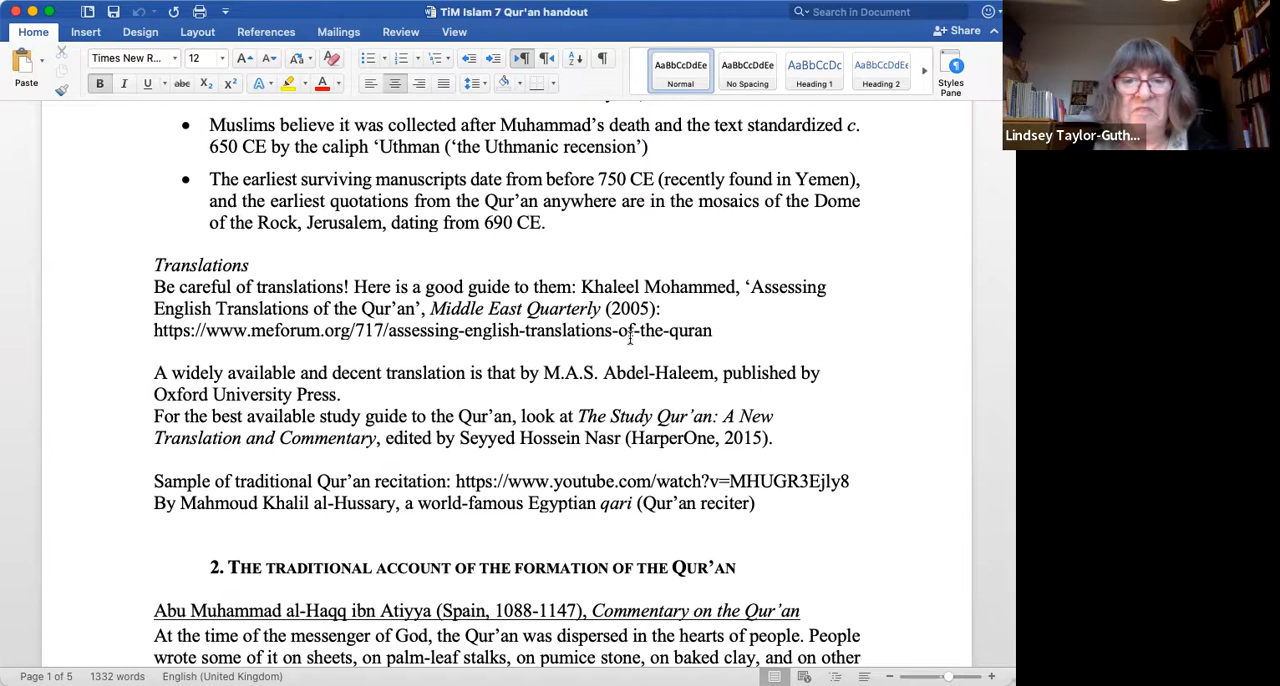 TiM Islam 7 Qur'an handout
Search in Document
Home Insert Design Layout References Mailings Review View
Share
Times New R... 12
Paste
AaBbCcDdEe AaBbCcDdEe AaBbCcDc AaBbCcDdEe
Normal No Spacing Heading 1 Heading 2
Styles
Pane
Lindsey Taylor-Guth...
• Muslims believe it was collected after Muhammad's death and the text standardized c.
650 CE by the caliph 'Uthman ('the Uthmanic recension')
• The earliest surviving manuscripts date from before 750 CE (recently found in Yemen),
and the earliest quotations from the Qur'an anywhere are in the mosaics of the Dome
of the Rock, Jerusalem, dating from 690 CE.
Translations
Be careful of translations! Here is a good guide to them: Khaleel Mohammed, 'Assessing
English Translations of the Qur'an', Middle East Quarterly (2005):
https://www.meforum.org/717/assessing-english-translations-of-the-quran
A widely available and decent translation is that by M.A.S. Abdel-Haleem, published by
Oxford University Press.
For the best available study guide to the Qur'an, look at The Study Qur'an: A New
Translation and Commentary, edited by Seyyed Hossein Nasr (HarperOne, 2015).
Sample of traditional Qur'an recitation: https://www.youtube.com/watch?v=MHUGR3Ejly8
By Mahmoud Khalil al-Hussary, a world-famous Egyptian qari (Qur'an reciter)
2. THE TRADITIONAL ACCOUNT OF THE FORMATION OF THE QUR'AN
Abu Muhammad al-Haqq ibn Atiyya (Spain, 1088-1147), Commentary on the Qur'an
At the time of the messenger of God, the Qur'an was dispersed in the hearts of people. People
wrote some of it on sheets, on palm-leaf stalks, on pumice stone, on baked clay, and on other
Page 1 of 5 1332 words English (United Kingdom)